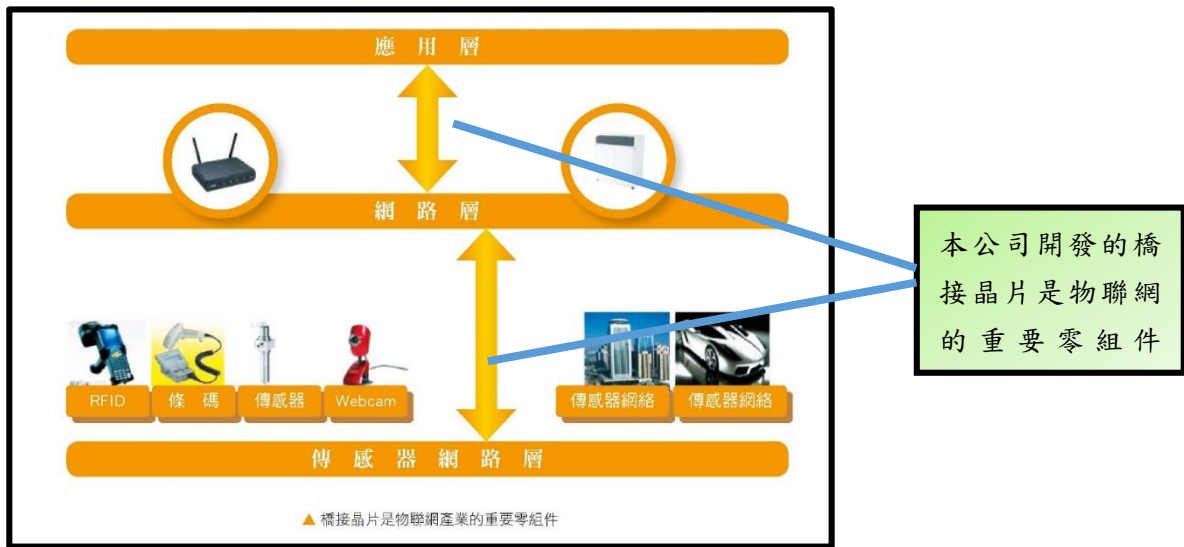 應用層
網路層
本公司開發的橋
接晶片是物聯網
的重要零組件
RFID
條碼
傳感器
Webcam
傳感器網絡
傳感器網絡
傳感器網路層
▲ 橋接晶片是物聯網產業的重要零組件